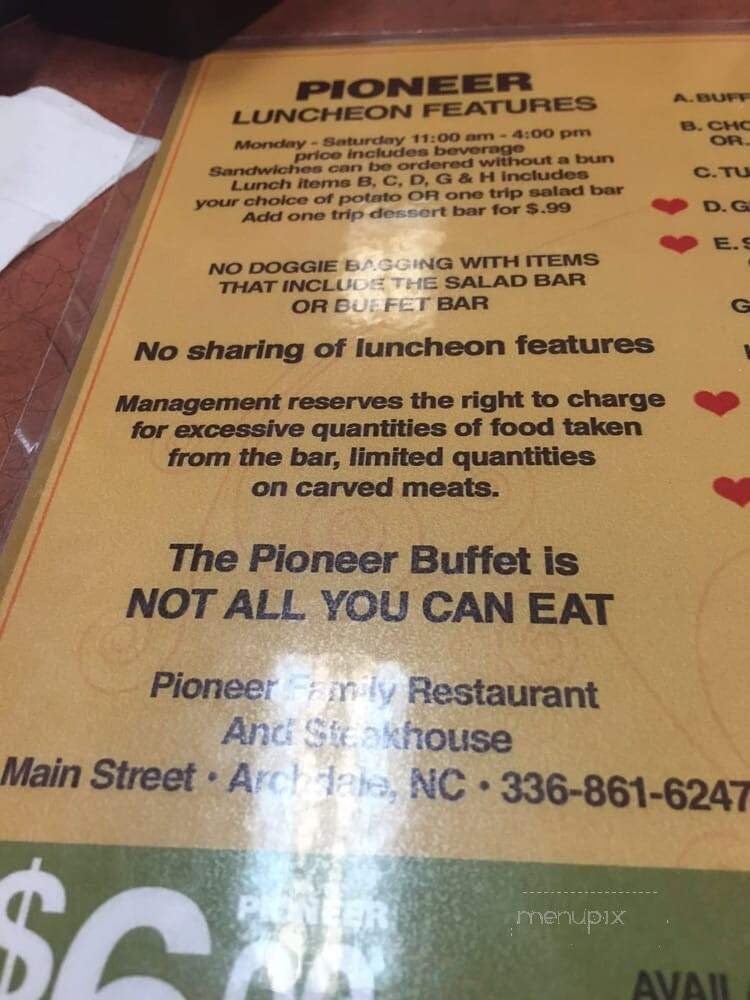 PIONEER
LUNCHEON FEATURES
Monday - Saturday 11:00 am - 4:00 pm
price includes beverage
Sandwiches can be ordered without a bun
Lunch items B, C, D, G & H includes
your choice of potato OR one trip salad bar
Add one trip dessert bar for $.99
NO DOGGIE BAGGING WITH ITEMS
THAT INCLUDE THE SALAD BAR
OR BUFFET BAR
No sharing of luncheon features
Management reserves the right to charge
for excessive quantities of food taken
from the bar, limited quantities
on carved meats.
The Pioneer Buffet is
NOT ALL YOU CAN EAT
Pioneer Family Restaurant
And Steakhouse
Main Street • Archdale, NC • 336-861-6247
A. BUFF
B. CHO
OR
C. TU
D. G
E. S
G
PIONEER
$6.00
AVAIL
menupix